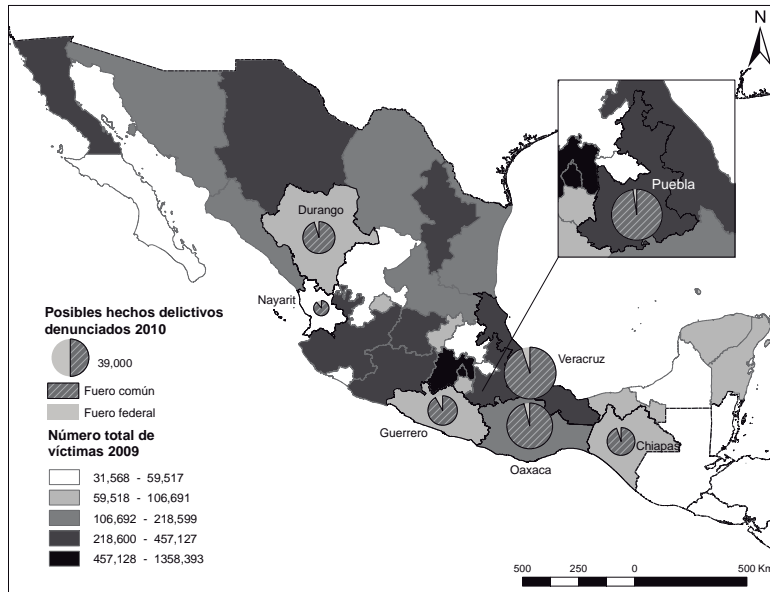 N
Puebla
Durango
Nayarit
Posibles hechos delictivos
denunciados 2010
39,000
Fuero común
Fuero federal
Veracruz
Guerrero
Oaxaca
Chiapas
Número total de
víctimas 2009
31,568 - 59,517
59,518 - 106,691
106,692 - 218,599
218,600 - 457,127
457,128 - 1358,393
500 250 0 500 Km